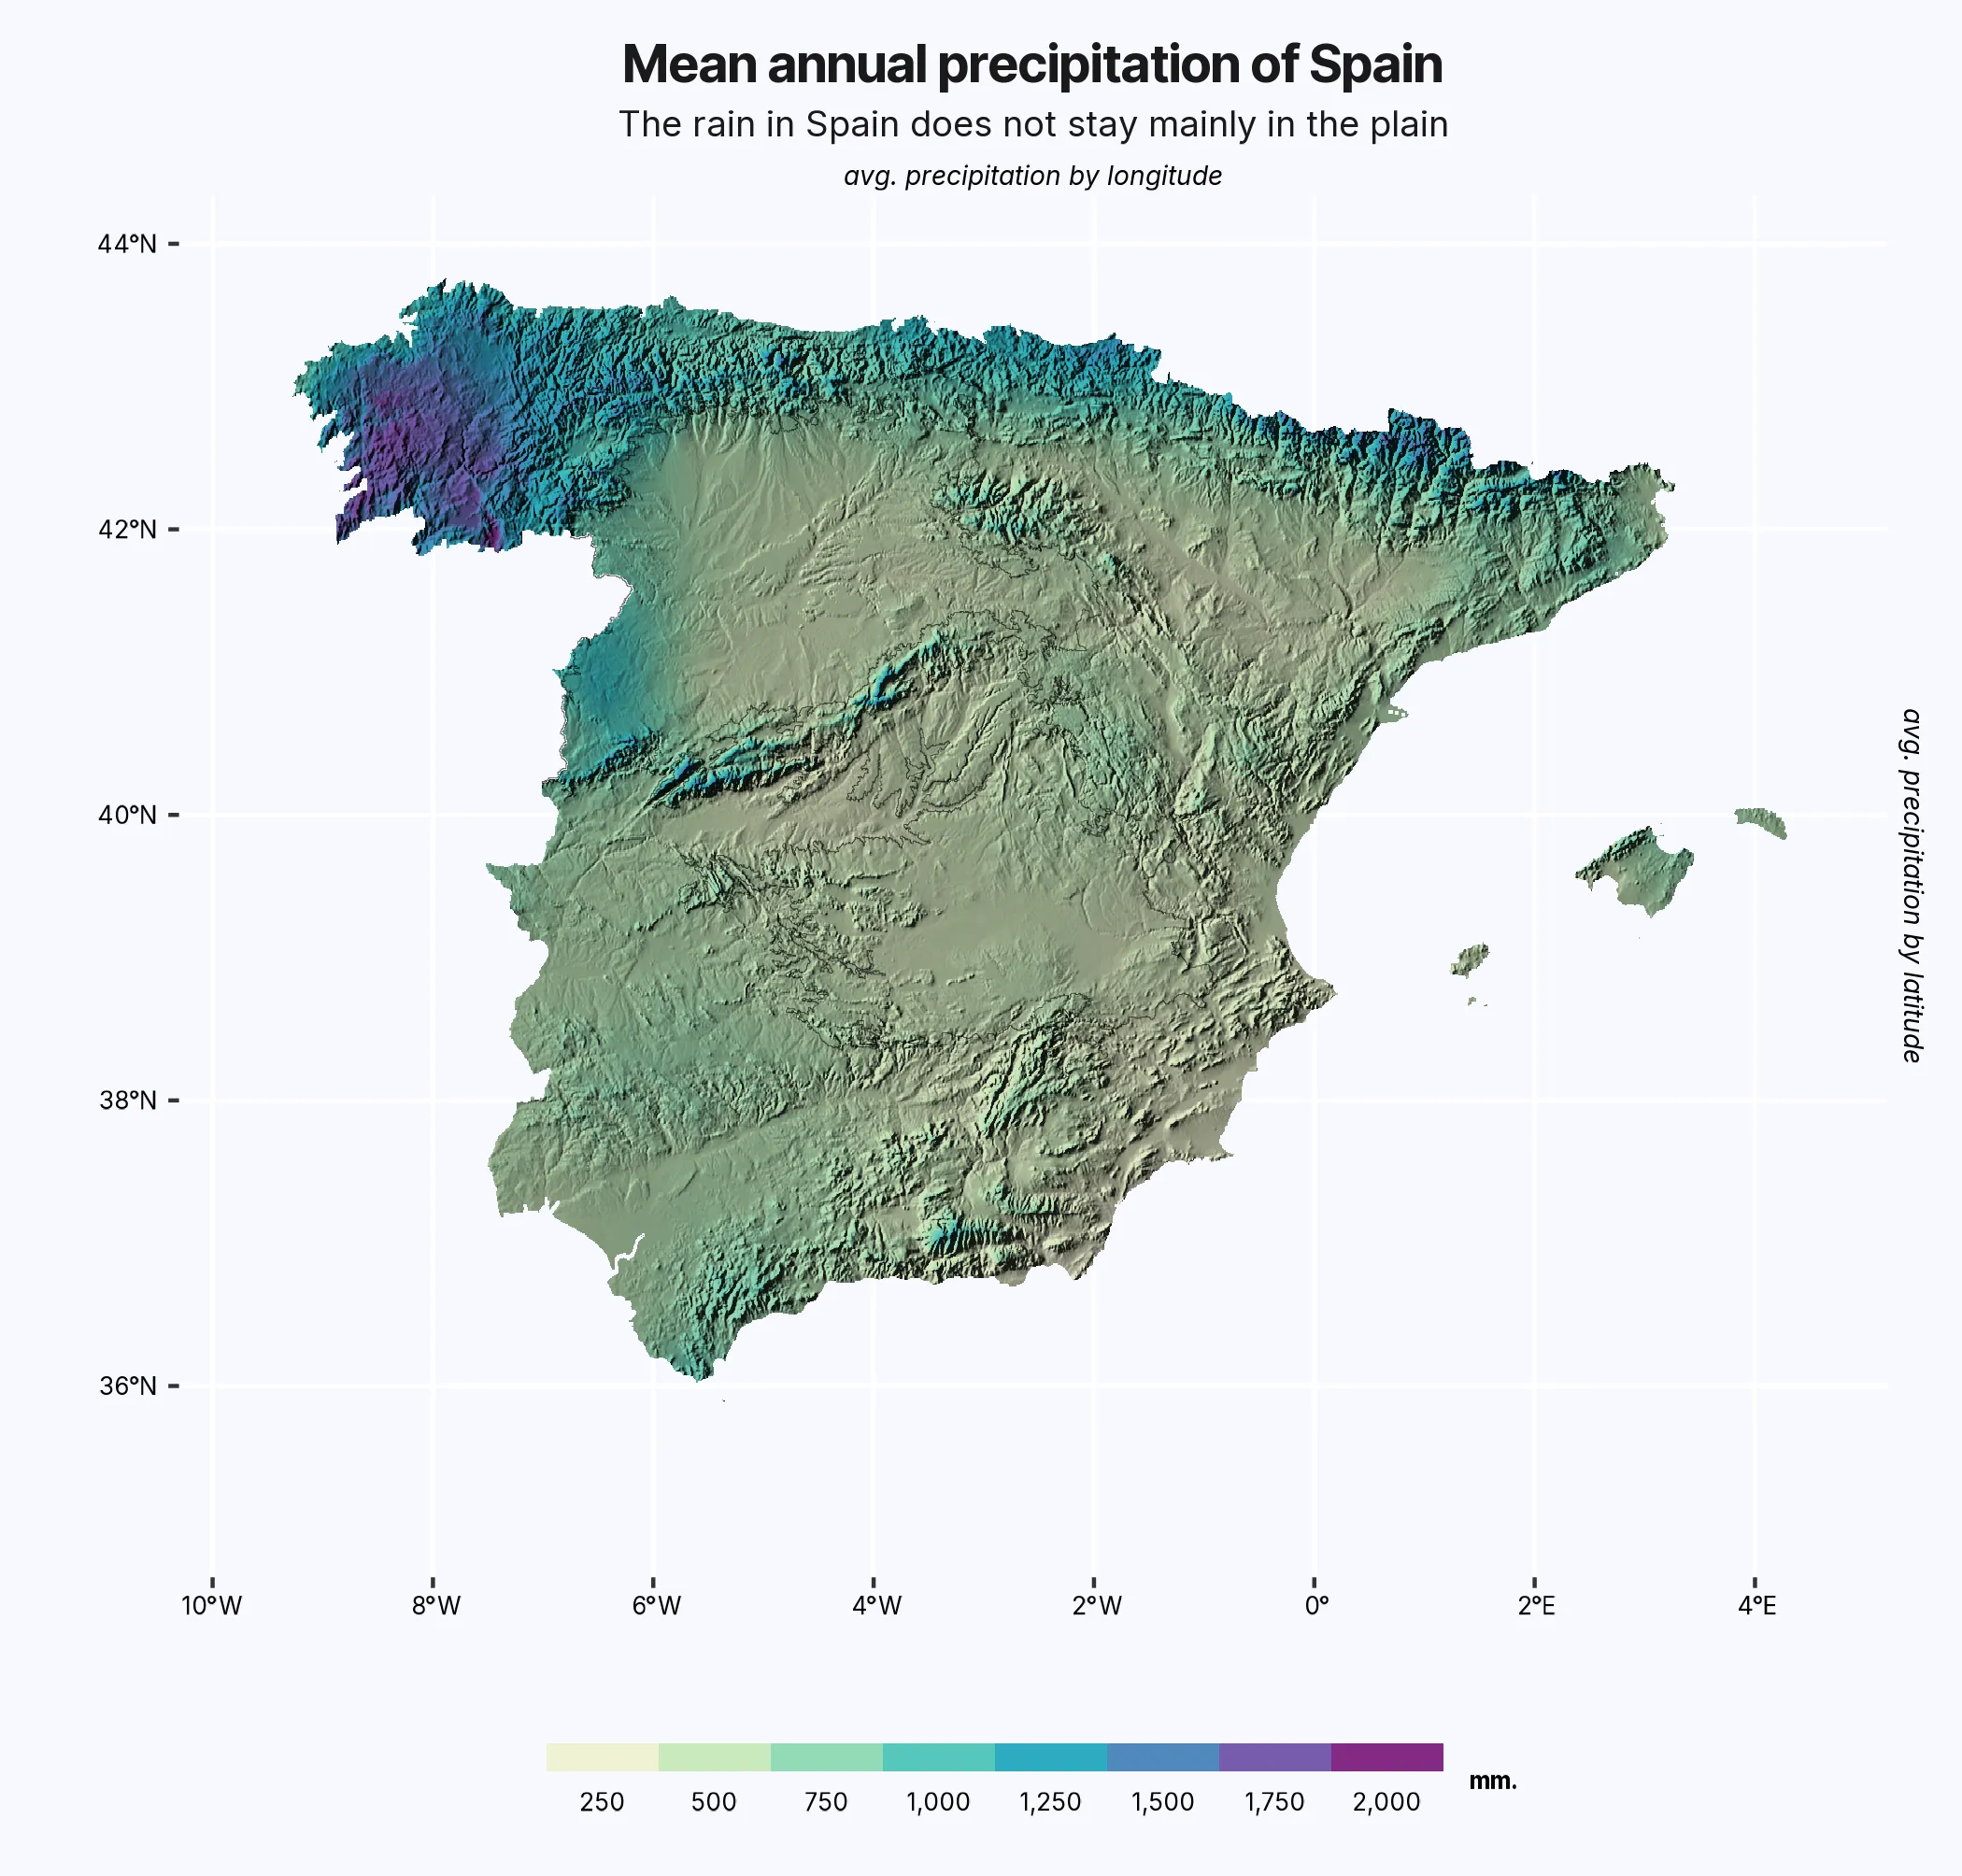 Mean annual precipitation of Spain
The rain in Spain does not stay mainly in the plain
avg. precipitation by longitude
44°N
42°N
40°N
38°N
36°N
avg. precipitation by latitude
10°W 8°W 6°W 4°W 2°W 0° 2°E 4°E
250 500 750 1,000 1,250 1,500 1,750 2,000
mm.